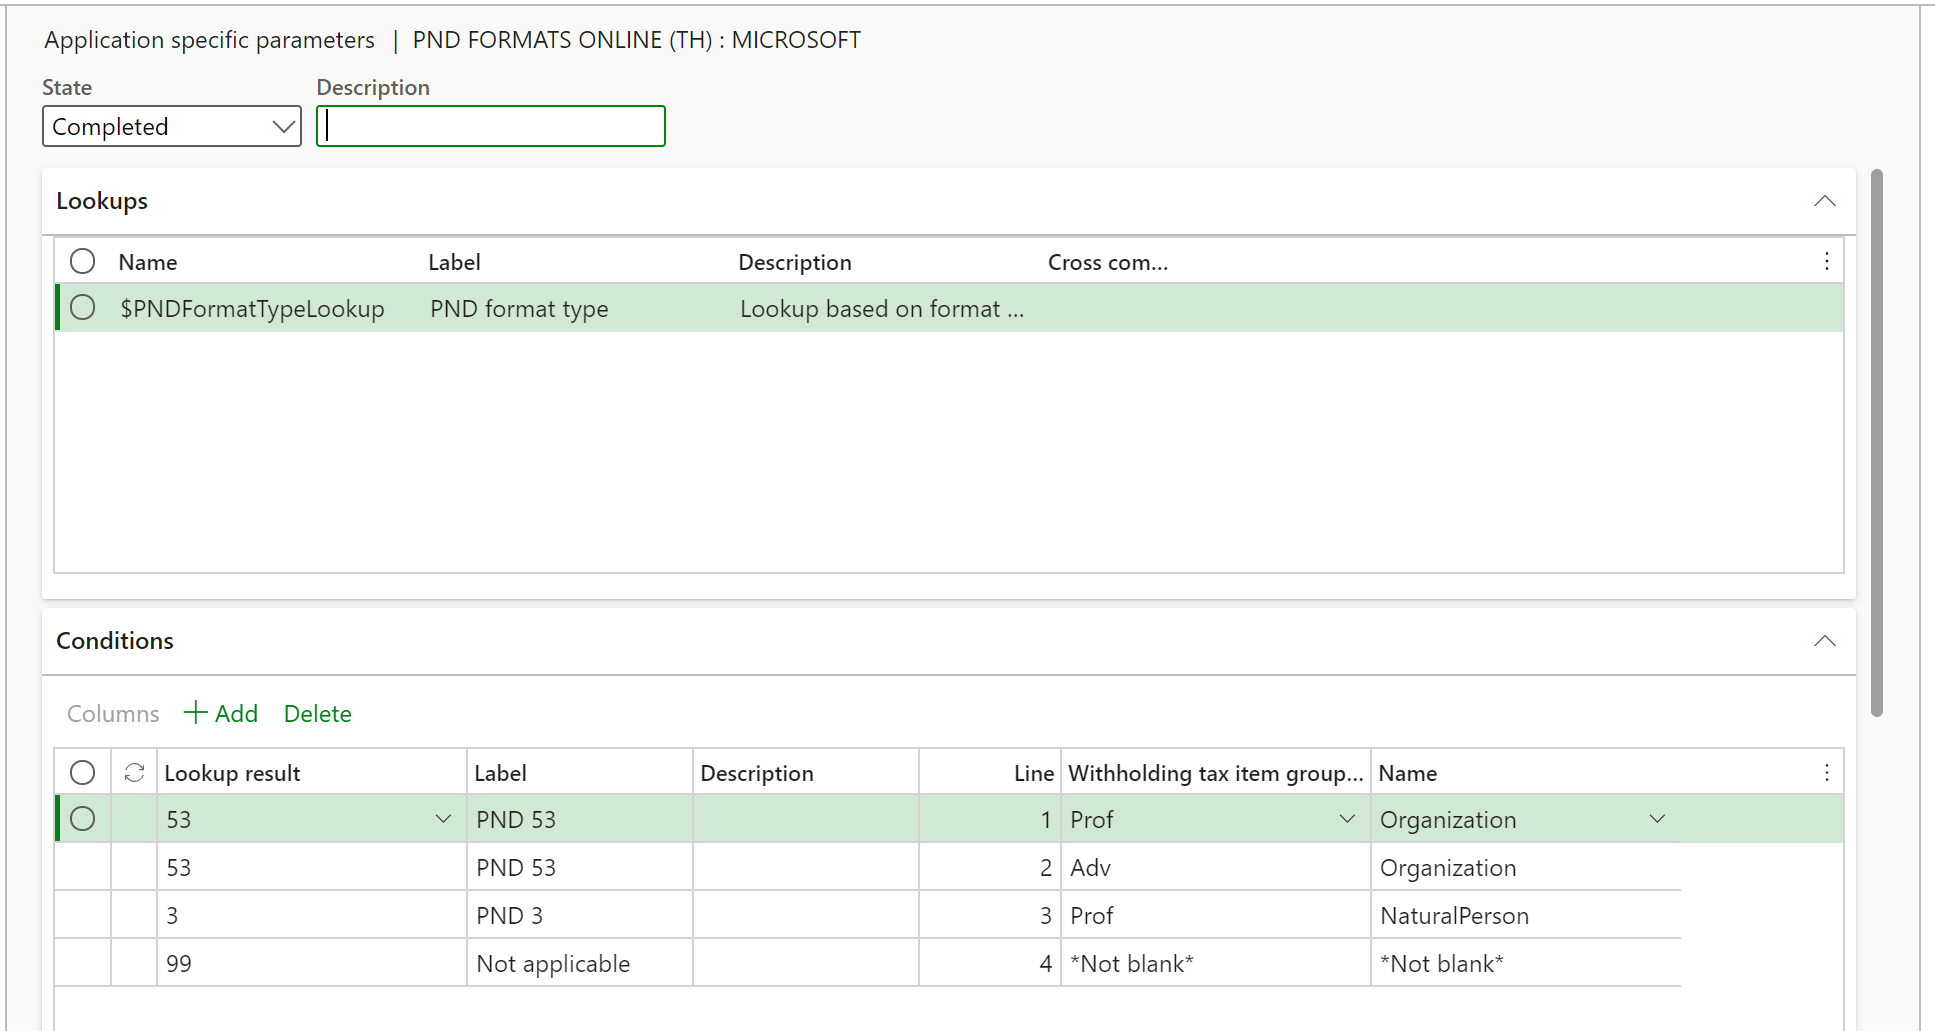 Application specific parameters | PND FORMATS ONLINE (TH) : MICROSOFT
State Description
Completed
Lookups
Name Label Description Cross com...
$PNDFormatTypeLookup PND format type Lookup based on format ...
Conditions
Columns + Add Delete
Lookup result Label Description Line Withholding tax item group... Name
53 PND 53 1 Prof Organization
53 PND 53 2 Adv Organization
3 PND 3 3 Prof NaturalPerson
99 Not applicable 4 *Not blank* *Not blank*